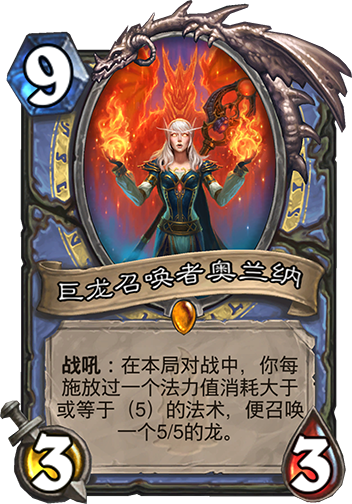 9
巨龙召唤者奥兰纳
战吼：在本局对战中，你每
施放过一个法力值消耗大于
或等于（5）的法术，便召唤
一个5/5的龙。
3
3